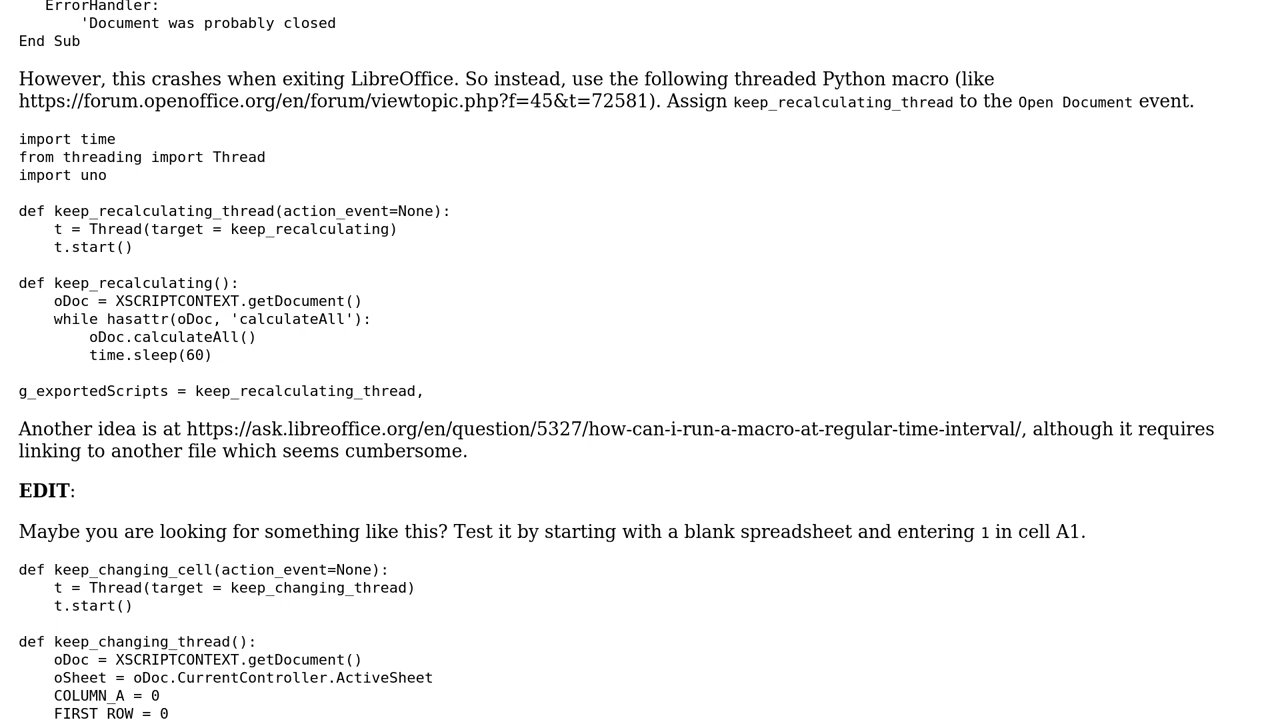 ErrorHandler:
'Document was probably closed
End Sub
However, this crashes when exiting LibreOffice. So instead, use the following threaded Python macro (like
https://forum.openoffice.org/en/forum/viewtopic.php?f=45&t=72581). Assign keep_recalculating_thread to the Open Document event.
import time
from threading import Thread
import uno
def keep_recalculating_thread(action_event=None):
    t = Thread(target = keep_recalculating)
    t.start()
def keep_recalculating():
    oDoc = XSCRIPTCONTEXT.getDocument()
    while hasattr(oDoc, 'calculateAll'):
        oDoc.calculateAll()
        time.sleep(60)
g_exportedScripts = keep_recalculating_thread,
Another idea is at https://ask.libreoffice.org/en/question/5327/how-can-i-run-a-macro-at-regular-time-interval/, although it requires
linking to another file which seems cumbersome.
EDIT:
Maybe you are looking for something like this? Test it by starting with a blank spreadsheet and entering 1 in cell A1.
def keep_changing_cell(action_event=None):
    t = Thread(target = keep_changing_thread)
    t.start()
def keep_changing_thread():
    oDoc = XSCRIPTCONTEXT.getDocument()
    oSheet = oDoc.CurrentController.ActiveSheet
    COLUMN_A = 0
    FIRST_ROW = 0